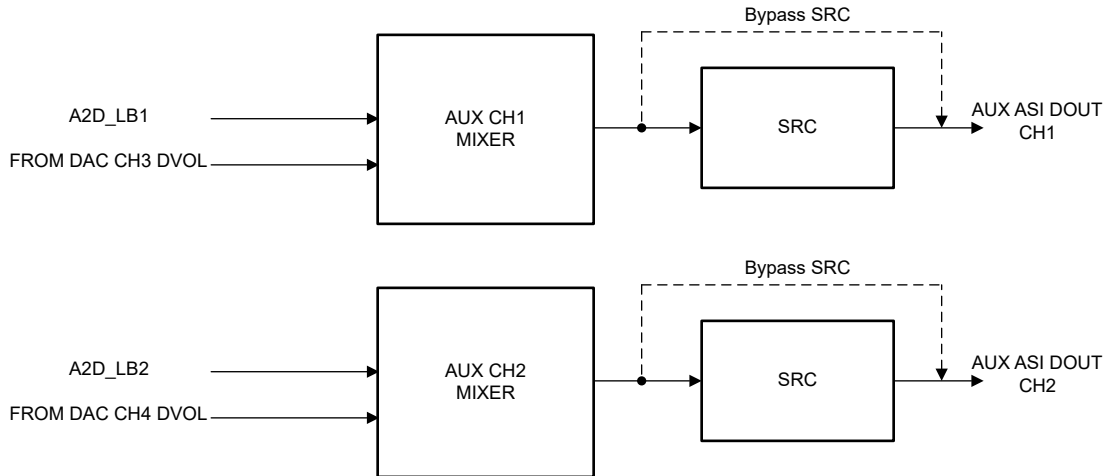 Bypass SRC
A2D_LB1
FROM DAC CH3 DVOL
AUX CH1
MIXER
SRC
AUX ASI DOUT
CH1
Bypass SRC
A2D_LB2
FROM DAC CH4 DVOL
AUX CH2
MIXER
SRC
AUX ASI DOUT
CH2